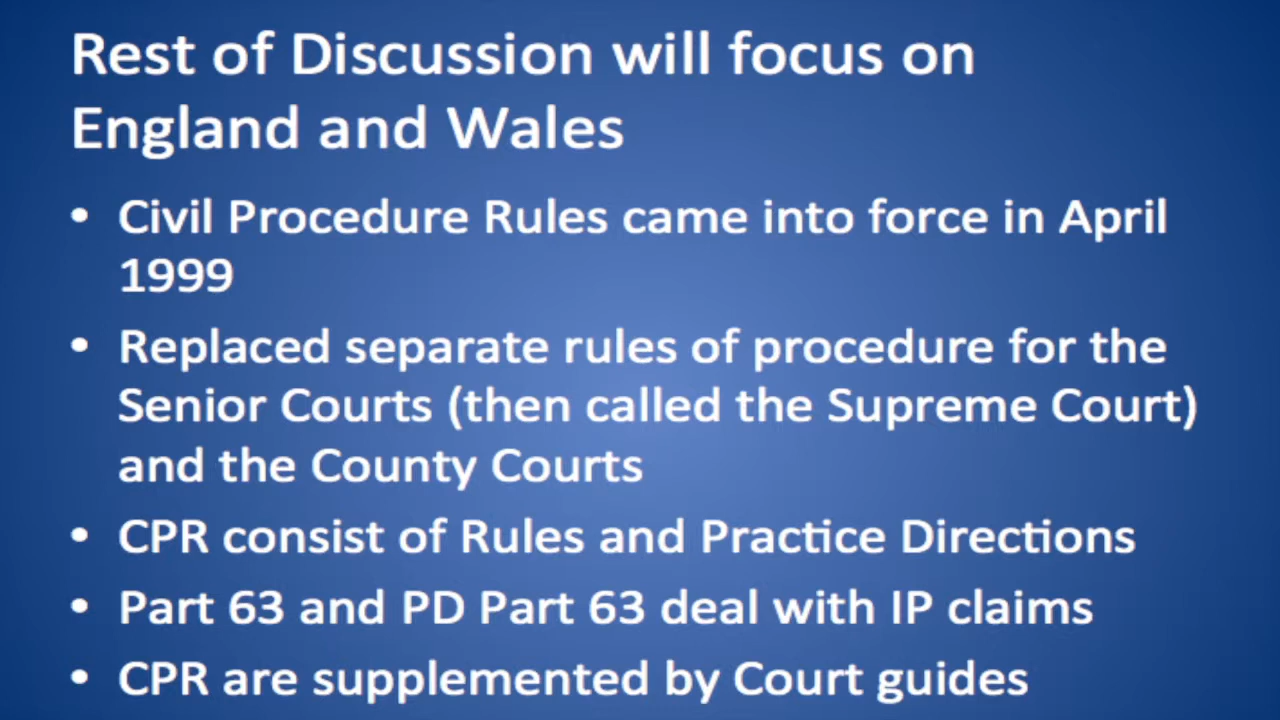 Rest of Discussion will focus on
England and Wales
• Civil Procedure Rules came into force in April
1999
• Replaced separate rules of procedure for the
Senior Courts (then called the Supreme Court)
and the County Courts
• CPR consist of Rules and Practice Directions
• Part 63 and PD Part 63 deal with IP claims
• CPR are supplemented by Court guides